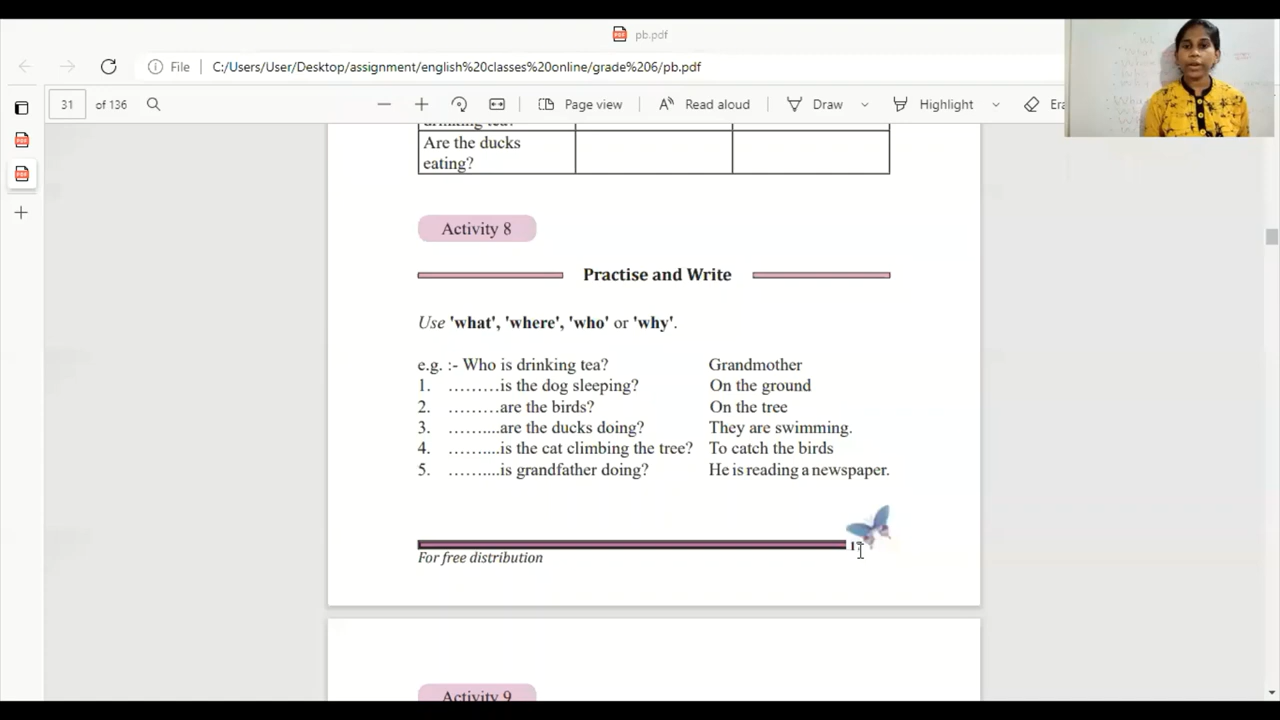 pb.pdf
File C:/Users/User/Desktop/assignment/english%20classes%20online/grade%206/pb.pdf
31 of 136 Page view Read aloud Draw Highlight
drinking tea?
Are the ducks
eating?
Activity 8
Practise and Write
Use 'what', 'where', 'who' or 'why'.
e.g. :- Who is drinking tea? Grandmother
1. .........is the dog sleeping? On the ground
2. .........are the birds? On the tree
3. ..........are the ducks doing? They are swimming.
4. ..........is the cat climbing the tree? To catch the birds
5. ..........is grandfather doing? He is reading a newspaper.
For free distribution
Activity 9